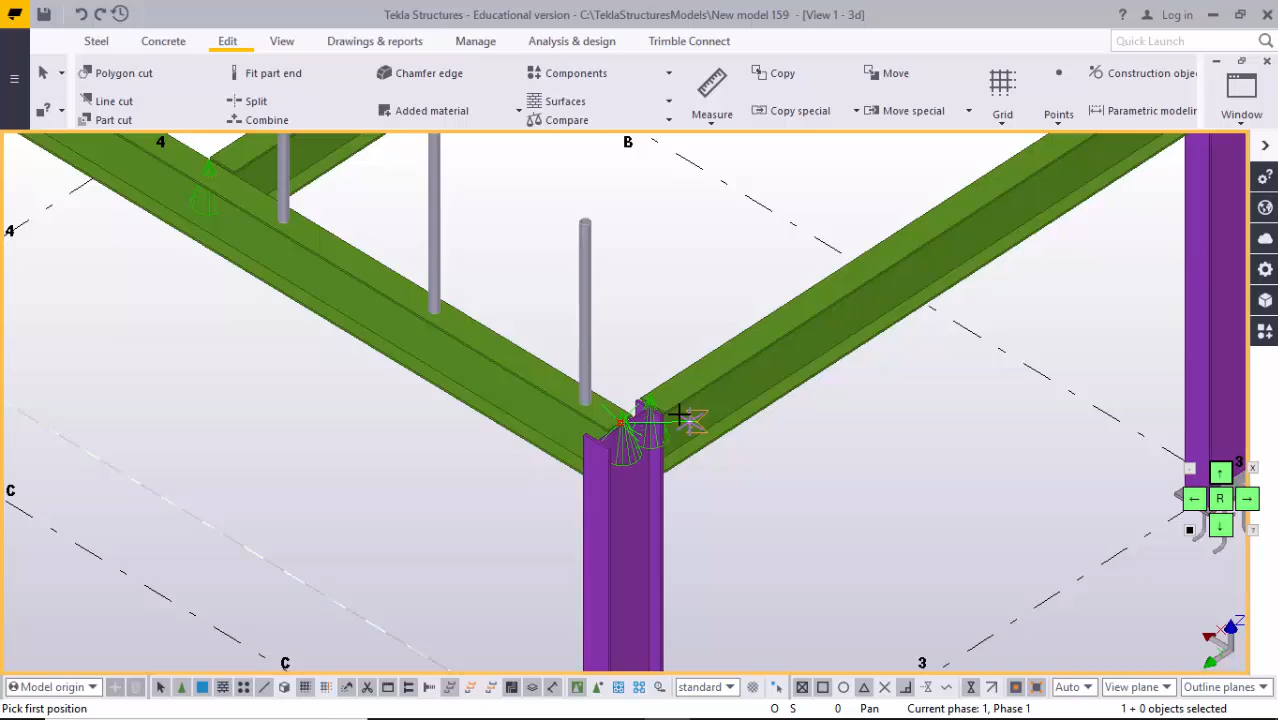 Tekla Structures - Educational version - C:\TeklaStructuresModels\New model 159 - [View 1 - 3d]
? Log in
Steel Concrete Edit View Drawings & reports Manage Analysis & design Trimble Connect Quick Launch
Polygon cut Fit part end Chamfer edge Components Copy Move Construction obje
Line cut Split Surfaces
Part cut Combine Added material Compare Measure Copy special Move special Grid Points Parametric modelin Window
4
B
4
C
C
3
3
X
R
?
Z
Model origin standard Auto View plane Outline planes
Pick first position O S 0 Pan Current phase: 1, Phase 1 1 + 0 objects selected